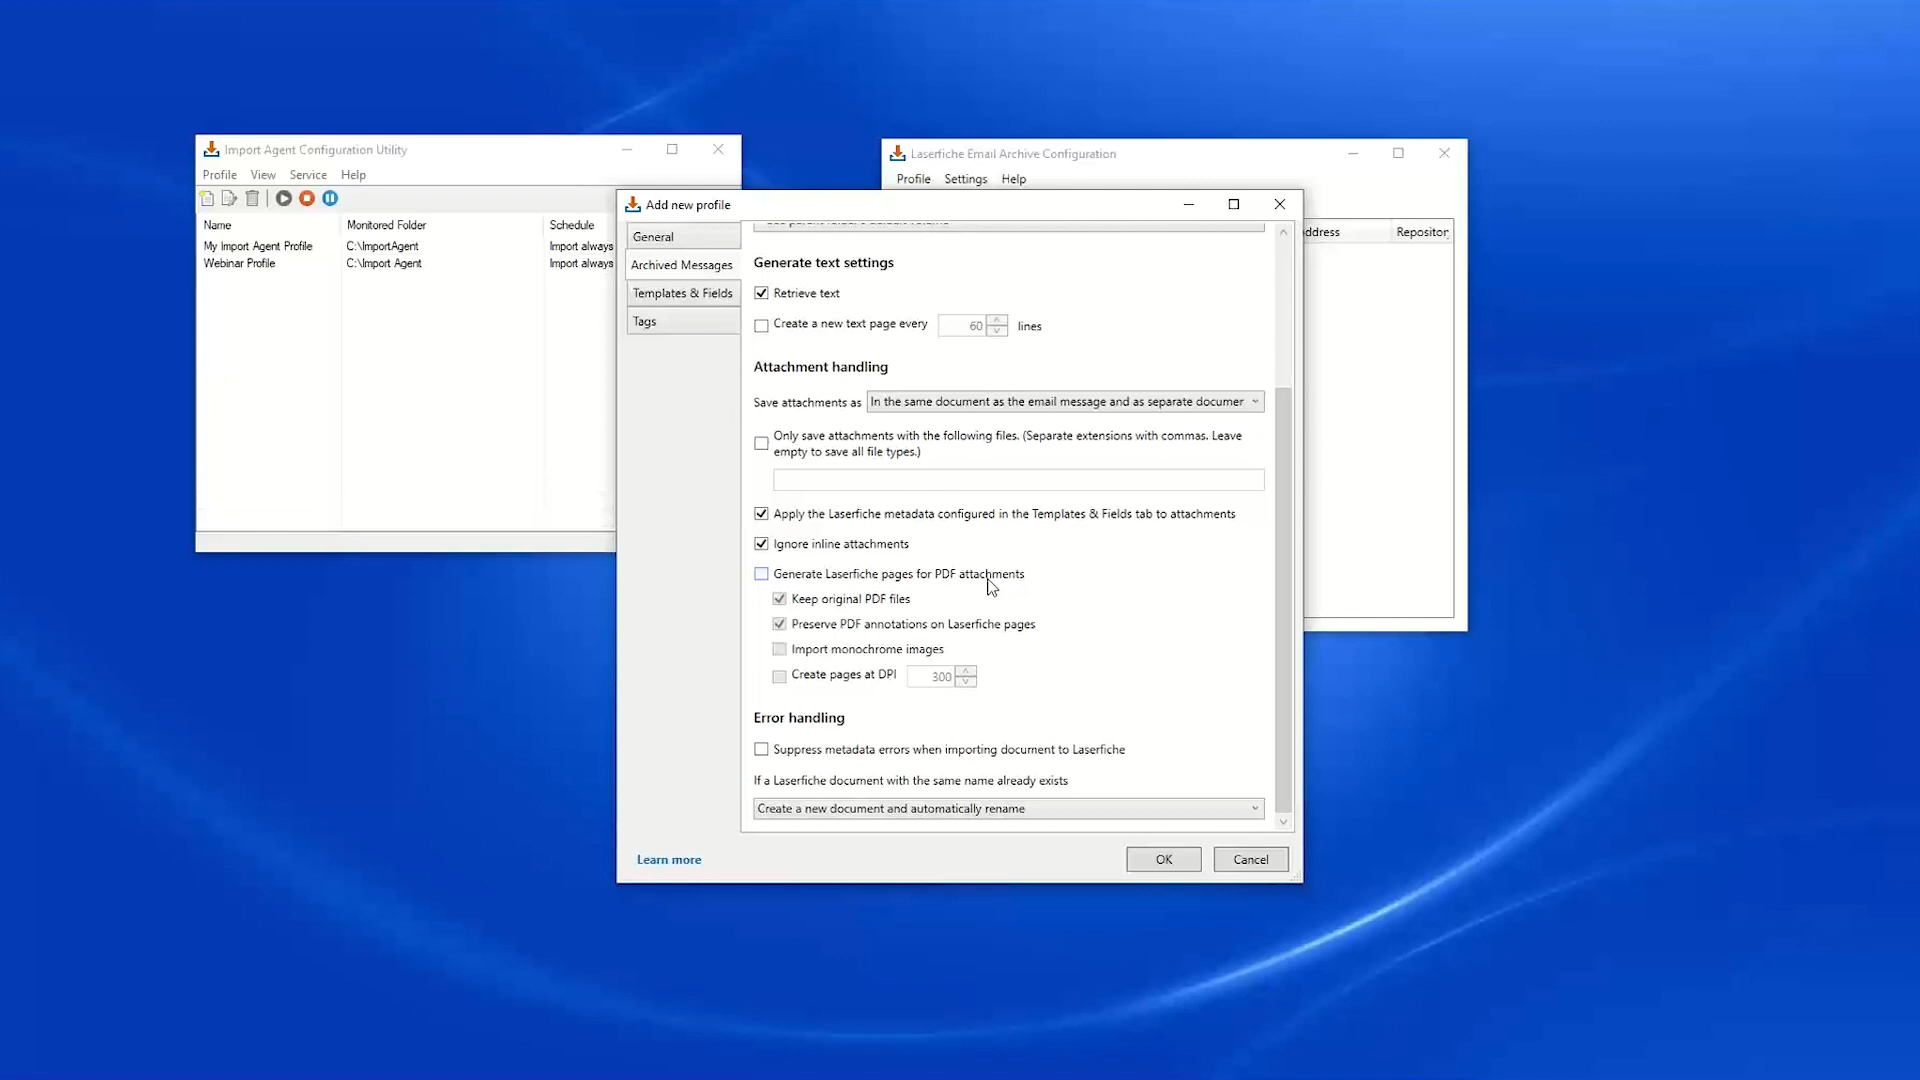 Import Agent Configuration Utility
Profile View Service Help
Name Monitored Folder Schedule
My Import Agent Profile C:\ImportAgent Import always
Webinar Profile C:\Import Agent Import always
Laserfiche Email Archive Configuration
Profile Settings Help
ddress Repositor
Add new profile
General
Archived Messages
Templates & Fields
Tags
Generate text settings
Retrieve text
Create a new text page every 60 lines
Attachment handling
Save attachments as In the same document as the email message and as separate documer
Only save attachments with the following files. (Separate extensions with commas. Leave
empty to save all file types.)
Apply the Laserfiche metadata configured in the Templates & Fields tab to attachments
Ignore inline attachments
Generate Laserfiche pages for PDF attachments
Keep original PDF files
Preserve PDF annotations on Laserfiche pages
Import monochrome images
Create pages at DPI 300
Error handling
Suppress metadata errors when importing document to Laserfiche
If a Laserfiche document with the same name already exists
Create a new document and automatically rename
Learn more
OK Cancel